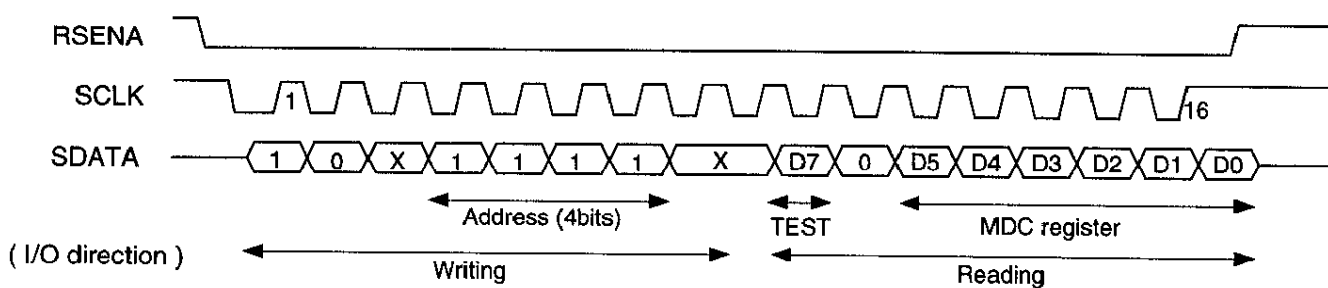 RSENA
SCLK 1 16
SDATA 1 0 X 1 1 1 1 X D7 0 D5 D4 D3 D2 D1 D0
Address (4bits) TEST MDC register
( I/O direction ) Writing Reading